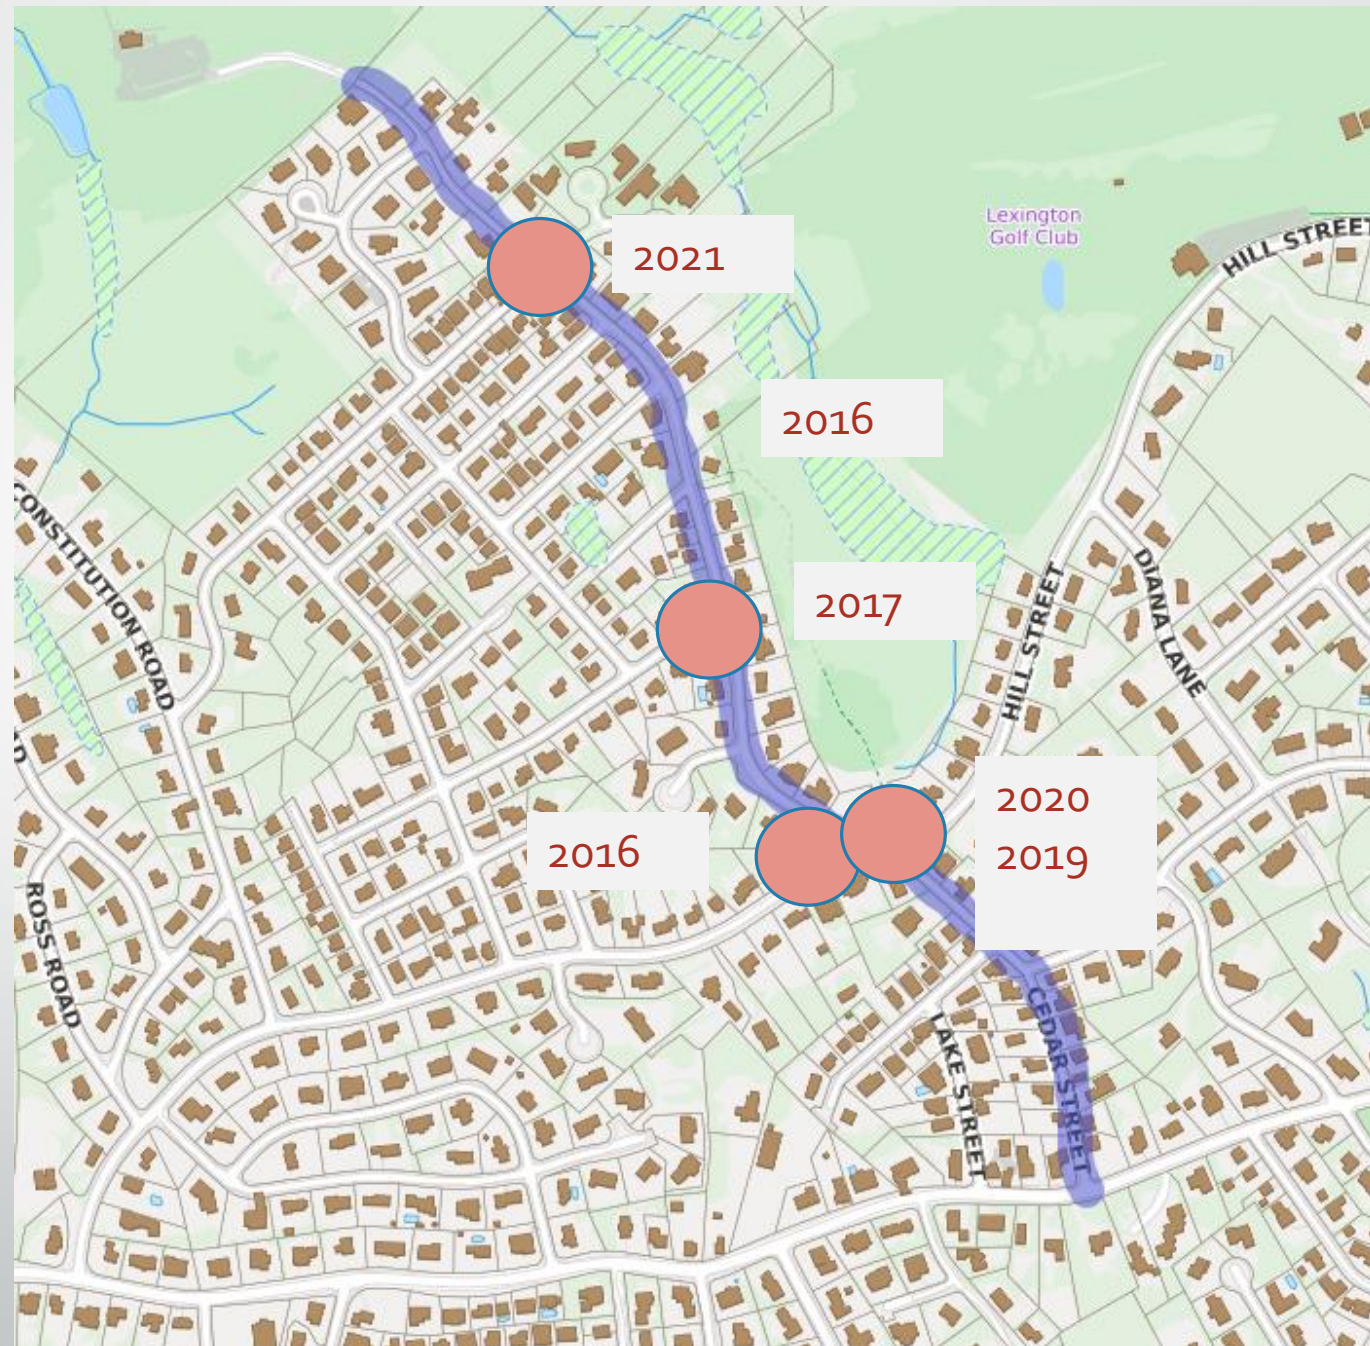 Lexington
Golf Club
HILL STREET
2021
2016
CONSTITUTION ROAD
DIANA LANE
2017
HILL STREET
2020
2019
2016
ROSS ROAD
LAKE STREET
CEDAR STREET